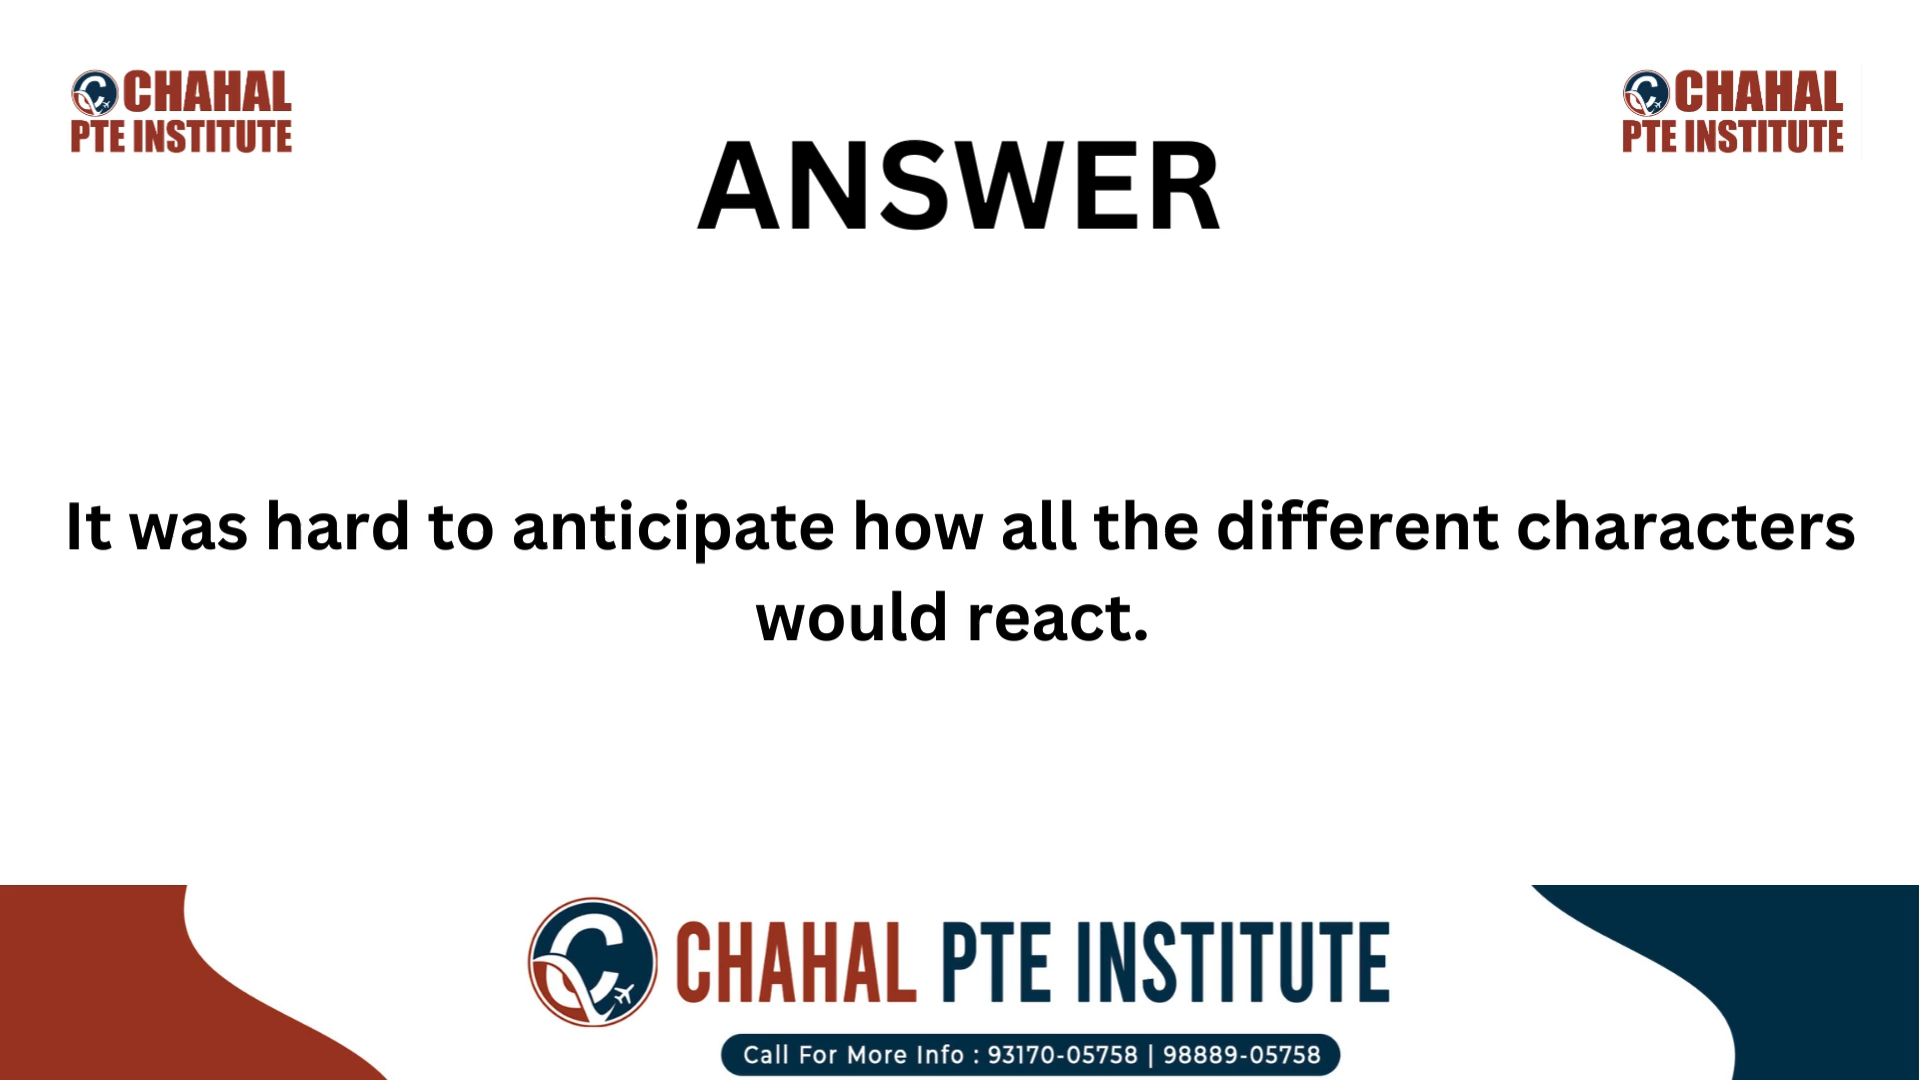 CHAHAL
PTE INSTITUTE
CHAHAL
PTE INSTITUTE
ANSWER
It was hard to anticipate how all the different characters
would react.
CHAHAL PTE INSTITUTE
Call For More Info : 93170-05758 | 98889-05758